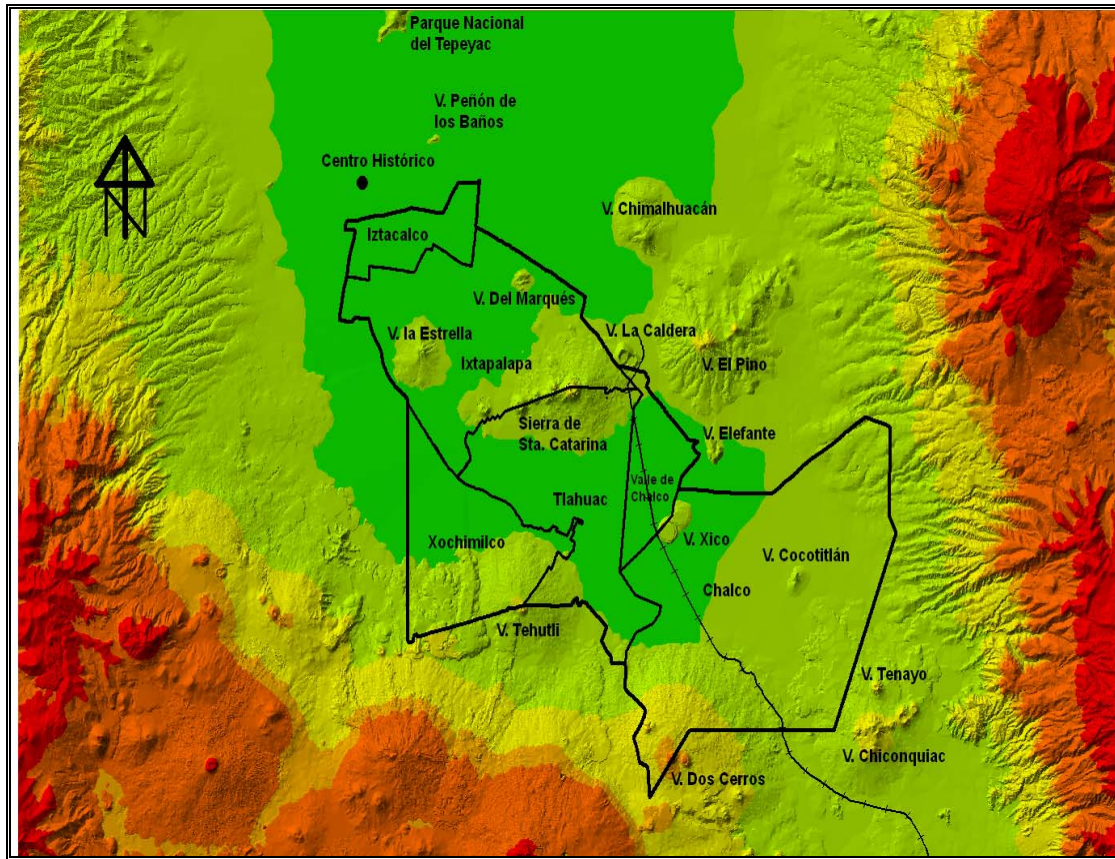 Parque Nacional
del Tepeyac
V. Peñón de
los Baños
Centro Histórico
V. Chimalhuacán
Iztacalco
N
V. Del Marqués
V. la Estrella
V. La Caldera
Ixtapalapa
V. El Pino
Sierra de
Sta. Catarina
V. Elefante
Valle de
Chalco
Tlahuac
Xochimilco
V. Xico
V. Cocotitlán
Chalco
V. Tehutli
V. Tenayo
V. Chiconquiac
V. Dos Cerros